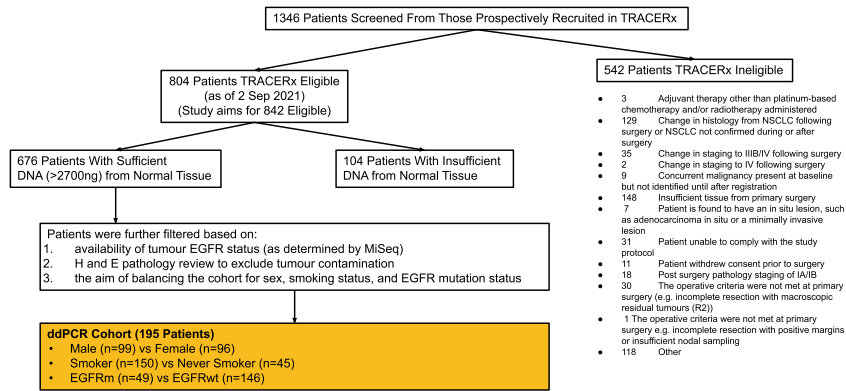 1346 Patients Screened From Those Prospectively Recruited in TRACERx
804 Patients TRACERx Eligible
(as of 2 Sep 2021)
(Study aims for 842 Eligible)
542 Patients TRACERx Ineligible
676 Patients With Sufficient
DNA (>2700ng) from Normal Tissue
104 Patients With Insufficient
DNA from Normal Tissue
Patients were further filtered based on:
1. availability of tumour EGFR status (as determined by MiSeq)
2. H and E pathology review to exclude tumour contamination
3. the aim of balancing the cohort for sex, smoking status, and EGFR mutation status
ddPCR Cohort (195 Patients)
• Male (n=99) vs Female (n=96)
• Smoker (n=150) vs Never Smoker (n=45)
• EGFRm (n=49) vs EGFRwt (n=146)
● 3 Adjuvant therapy other than platinum-based
chemotherapy and/or radiotherapy administered
● 129 Change in histology from NSCLC following
surgery or NSCLC not confirmed during or after
surgery
● 35 Change in staging to IIIB/IV following surgery
● 2 Change in staging to IV following surgery
● 9 Concurrent malignancy present at baseline
but not identified until after registration
● 148 Insufficient tissue from primary surgery
● 7 Patient is found to have an in situ lesion, such
as adenocarcinoma in situ or a minimally invasive
lesion
● 31 Patient unable to comply with the study
protocol
● 11 Patient withdrew consent prior to surgery
● 18 Post surgery pathology staging of IA/IB
● 30 The operative criteria were not met at primary
surgery (e.g. incomplete resection with macroscopic
residual tumours (R2))
● 1 The operative criteria were not met at primary
surgery e.g. incomplete resection with positive margins
or insufficient nodal sampling
● 118 Other